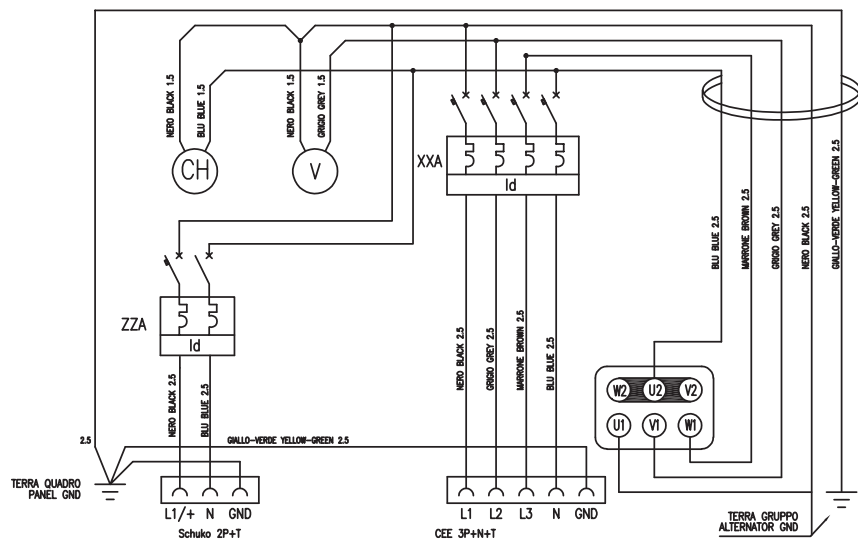 NERO BLACK 1.5
BLU BLUE 1.5
NERO BLACK 1.5
GRIGIO GREY 1.5
CH
V
XXA
Id
BLU BLUE 2.5
MARRONE BROWN 2.5
GRIGIO GREY 2.5
NERO BLACK 2.5
GIALLO-VERDE YELLOW-GREEN 2.5
ZZA
Id
NERO BLACK 2.5
BLU BLUE 2.5
NERO BLACK 2.5
GRIGIO GREY 2.5
MARRONE BROWN 2.5
BLU BLUE 2.5
W2 U2 V2
U1 V1 W1
2.5
GIALLO-VERDE YELLOW-GREEN 2.5
TERRA QUADRO
PANEL GND
L1/+ N GND
Schuko 2P+T
L1 L2 L3 N GND
CEE 3P+N+T
TERRA GRUPPO
ALTERNATOR GND